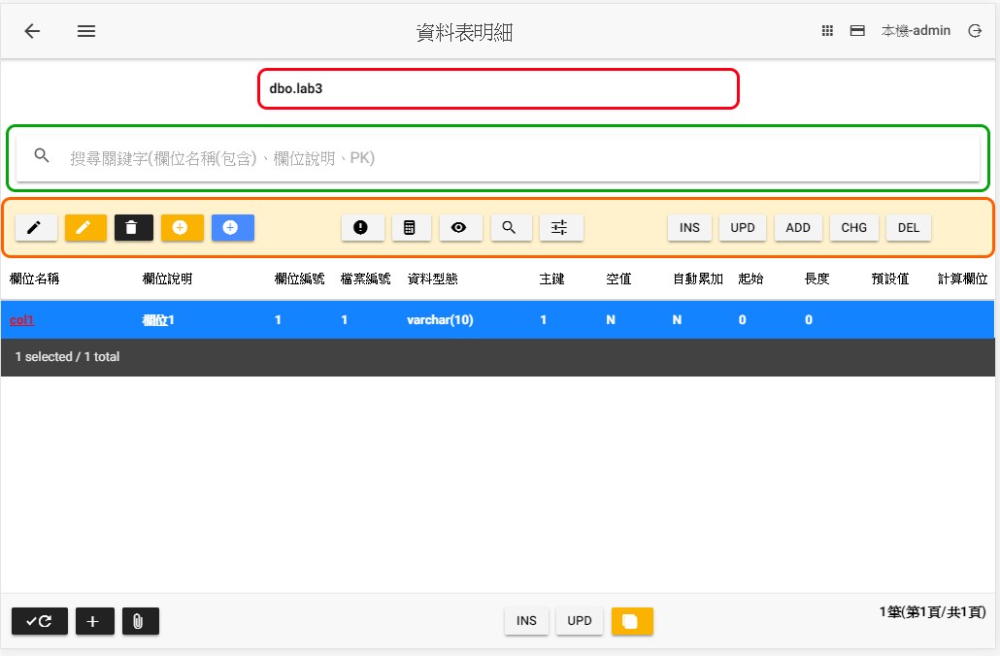 資料表明細
本機-admin
dbo.lab3
搜尋關鍵字(欄位名稱(包含)、欄位說明、PK)
INS UPD ADD CHG DEL
欄位名稱 欄位說明 欄位編號 檔案編號 資料型態 主鍵 空值 自動累加 起始 長度 預設值 計算欄位
col1 欄位1 1 1 varchar(10) 1 N N 0 0
1 selected / 1 total
INS UPD
1筆(第1頁/共1頁)